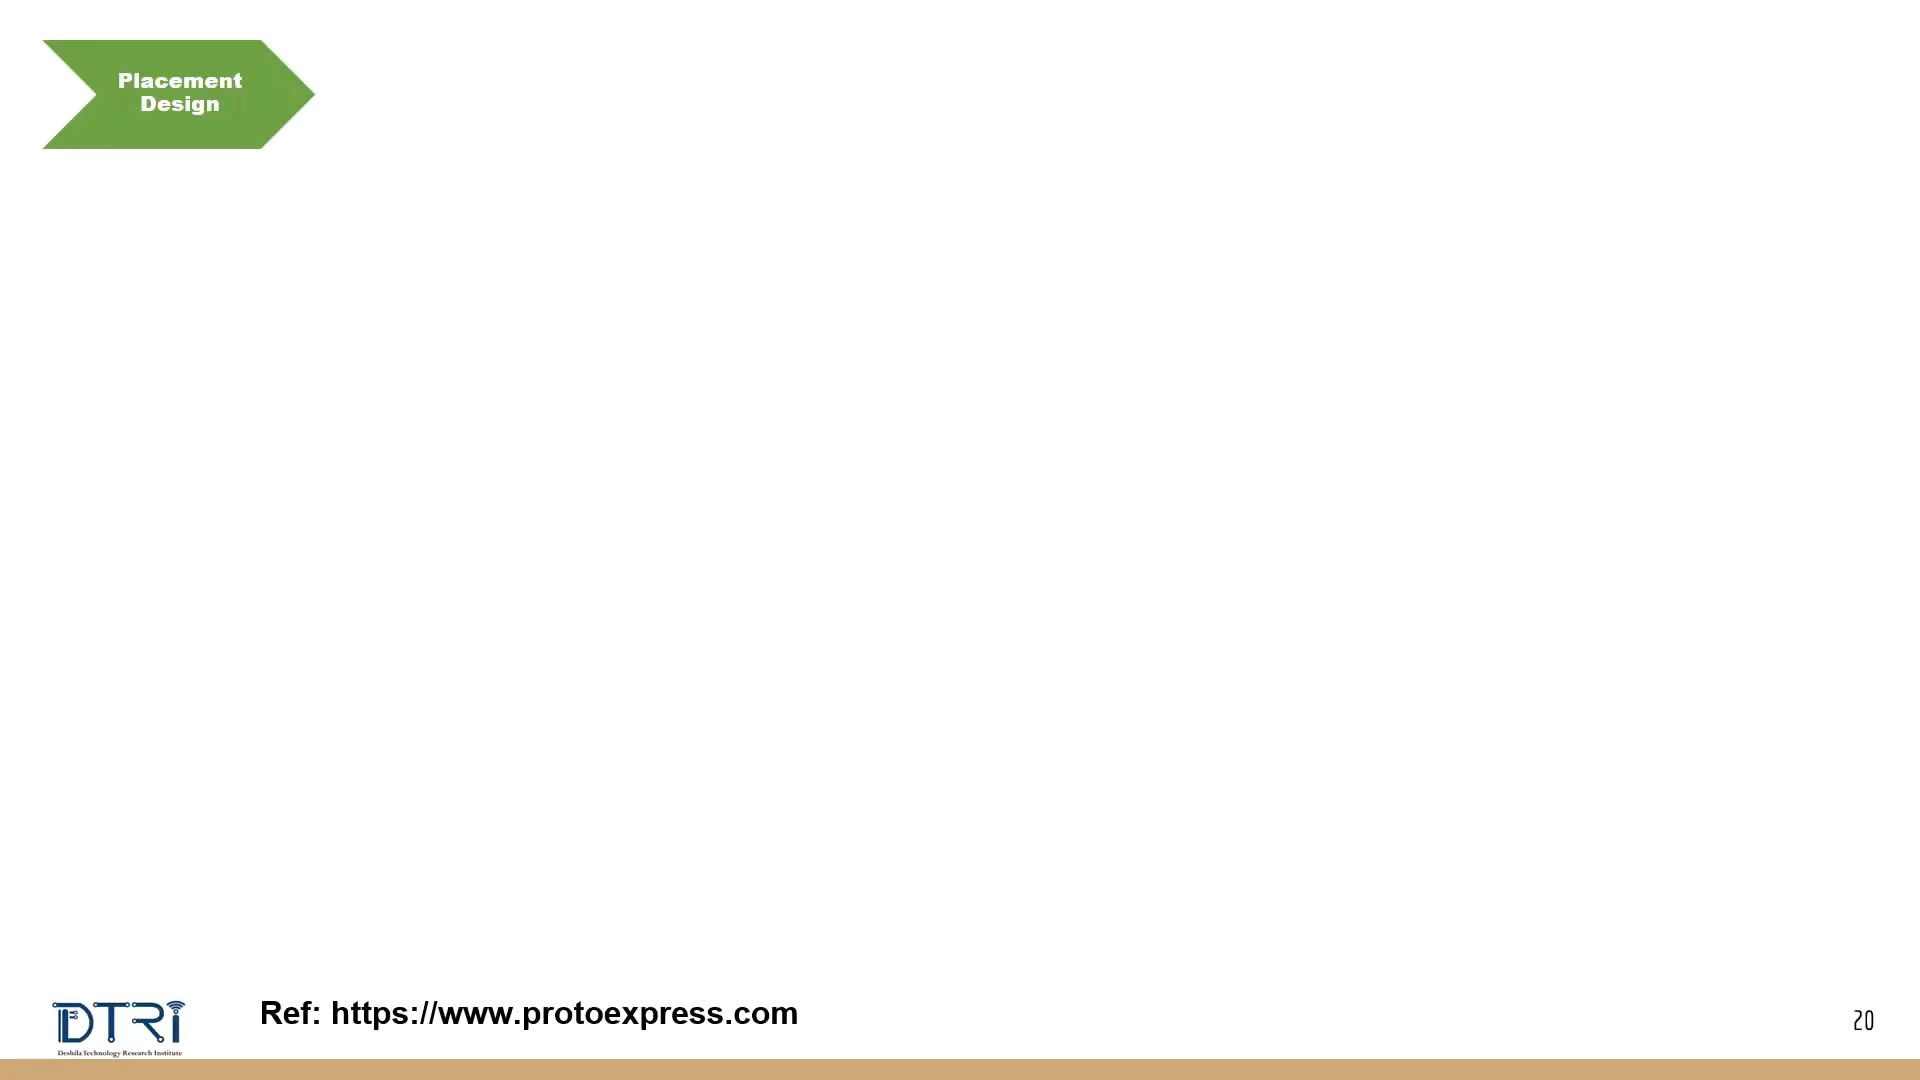 Placement
Design
DTRi
Deshila Technology Research Institute
Ref: https://www.protoexpress.com
20